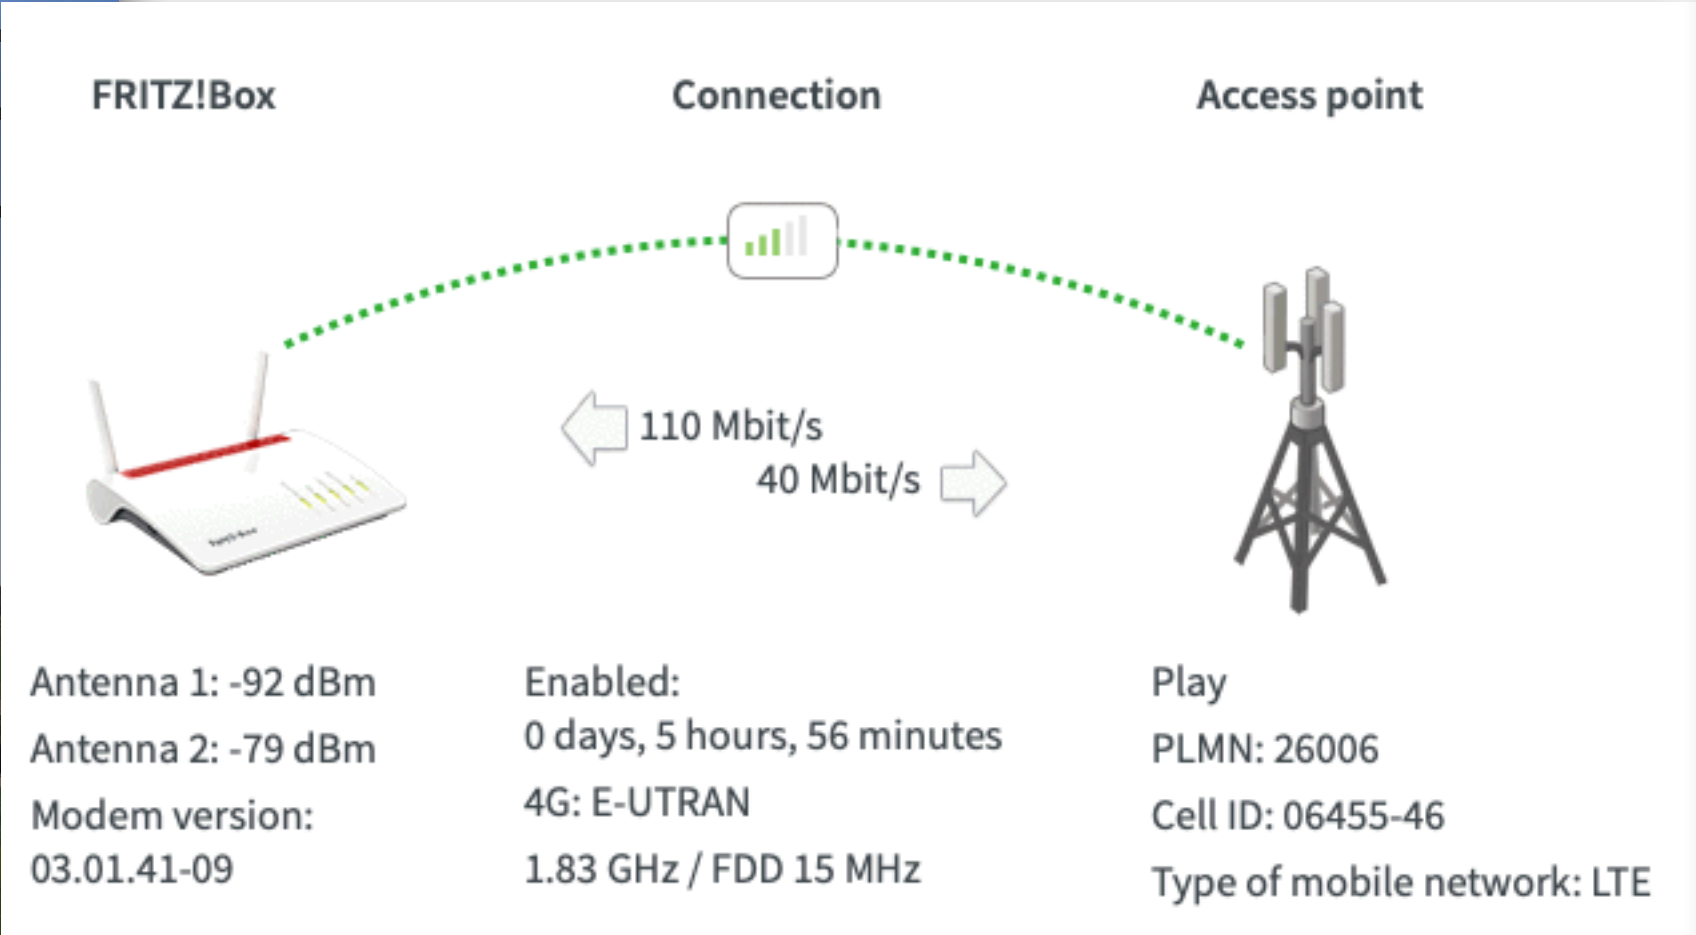 FRITZ!Box
Connection
Access point
110 Mbit/s
40 Mbit/s
Antenna 1: -92 dBm
Antenna 2: -79 dBm
Modem version:
03.01.41-09
Enabled:
0 days, 5 hours, 56 minutes
4G: E-UTRAN
1.83 GHz / FDD 15 MHz
Play
PLMN: 26006
Cell ID: 06455-46
Type of mobile network: LTE